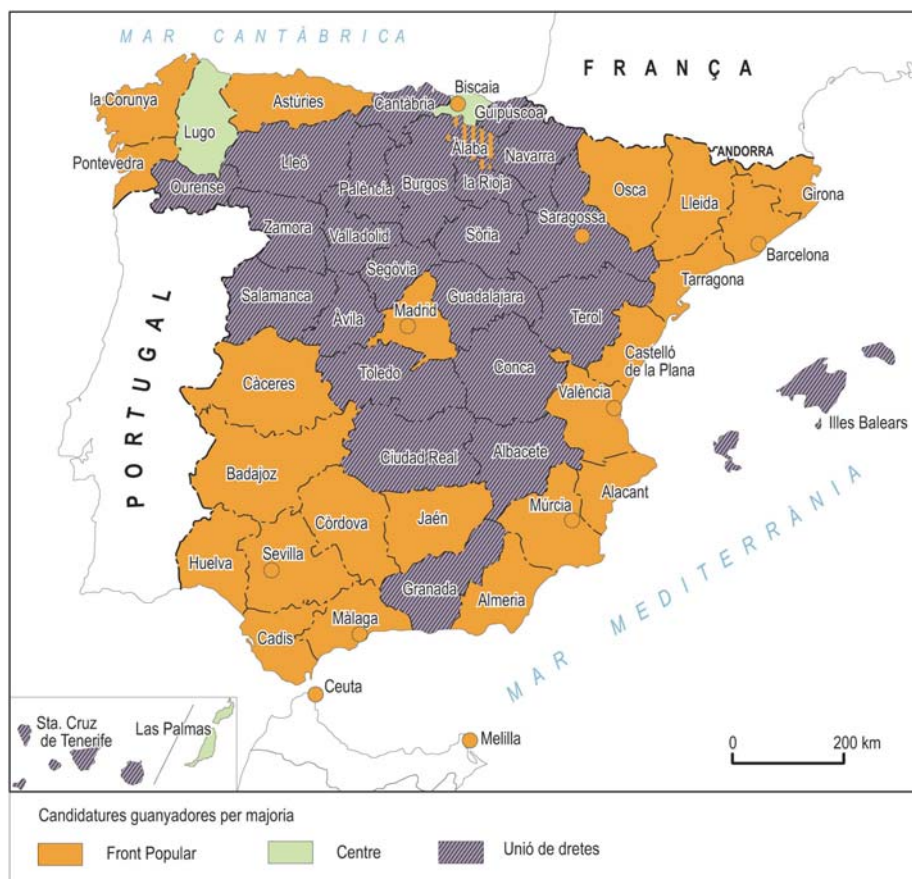 MAR CANTÀBRICA
FRANÇA
Biscaia
la Corunya
Astúries
Cantàbria
Guipúscoa
Lugo
Àlaba
Navarra
ANDORRA
Pontevedra
Lleó
Palència
Burgos
la Rioja
Osca
Lleida
Girona
Ourense
Saragossa
Zamora
Valladolid
Sòria
Barcelona
Segóvia
Tarragona
Salamanca
Guadalajara
Àvila
Madrid
Terol
PORTUGAL
Castelló
de la Plana
Toledo
Conca
Càceres
València
Illes Balears
Ciudad Real
Albacete
Badajoz
Alacant
MAR MEDITERRÀNIA
Múrcia
Còrdova
Jaén
Huelva
Sevilla
Granada
Almeria
Màlaga
Cadis
Ceuta
Sta. Cruz
de Tenerife
Las Palmas
Melilla
0 200 km
Candidatures guanyadores per majoria
Front Popular
Centre
Unió de dretes